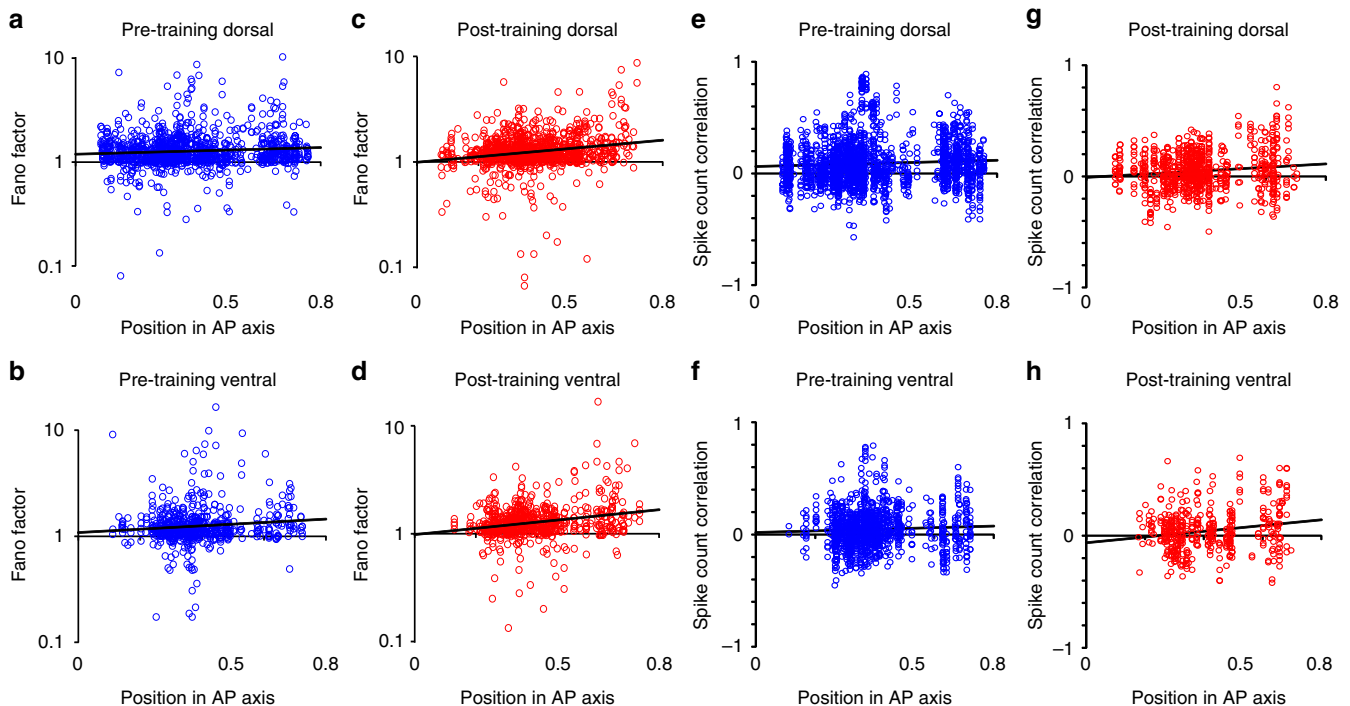 a
Pre-training dorsal
10
1
0.1
Fano factor
0 0.5 0.8
Position in AP axis
c
Post-training dorsal
10
1
0.1
Fano factor
0 0.5 0.8
Position in AP axis
e
Pre-training dorsal
1
0
–1
Spike count correlation
0 0.5 0.8
Position in AP axis
g
Post-training dorsal
1
0
–1
Spike count correlation
0 0.5 0.8
Position in AP axis
b
Pre-training ventral
10
1
0.1
Fano factor
0 0.5 0.8
Position in AP axis
d
Post-training ventral
10
1
0.1
Fano factor
0 0.5 0.8
Position in AP axis
f
Pre-training ventral
1
0
–1
Spike count correlation
0 0.5 0.8
Position in AP axis
h
Post-training ventral
1
0
–1
Spike count correlation
0 0.5 0.8
Position in AP axis